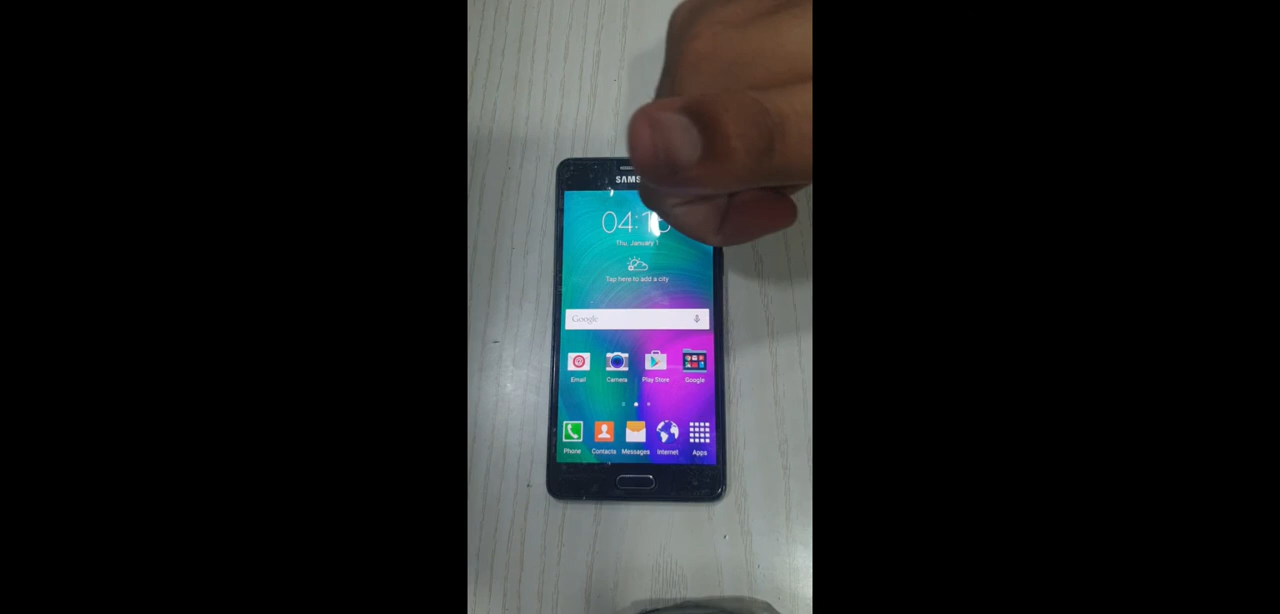 SAMS
04:1
Thu, January 1
Tap here to add a city
Google
Email Camera Play Store Google
Phone Contacts Messages Internet Apps